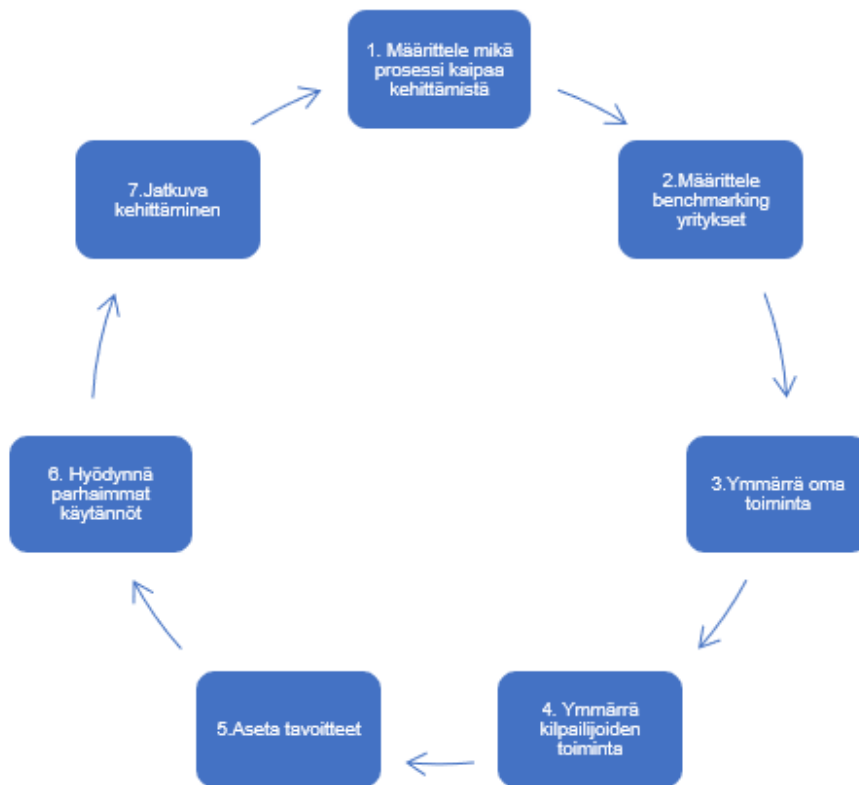 1. Määrittele mikä
prosessi kaipaa
kehittämistä
2.Määrittele
benchmarking
yritykset
3.Ymmärrä oma
toiminta
4. Ymmärrä
kilpailijoiden
toiminta
5.Aseta tavoitteet
6. Hyödynnä
parhaimmat
käytännöt
7.Jatkuva
kehittäminen